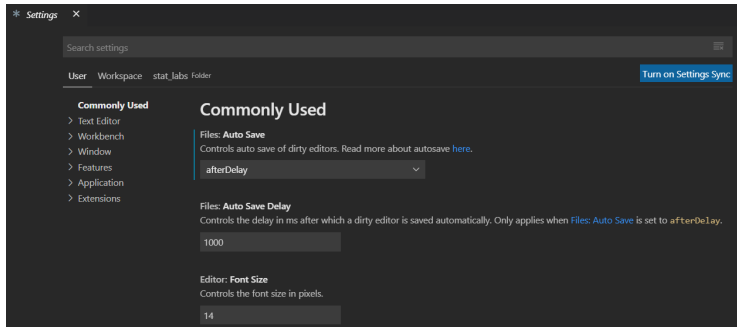 Settings
Search settings
User Workspace stat_labs Folder
Turn on Settings Sync
Commonly Used
Text Editor
Workbench
Window
Features
Application
Extensions
Commonly Used
Files: Auto Save
Controls auto save of dirty editors. Read more about autosave here.
afterDelay
Files: Auto Save Delay
Controls the delay in ms after which a dirty editor is saved automatically. Only applies when Files: Auto Save is set to afterDelay.
1000
Editor: Font Size
Controls the font size in pixels.
14